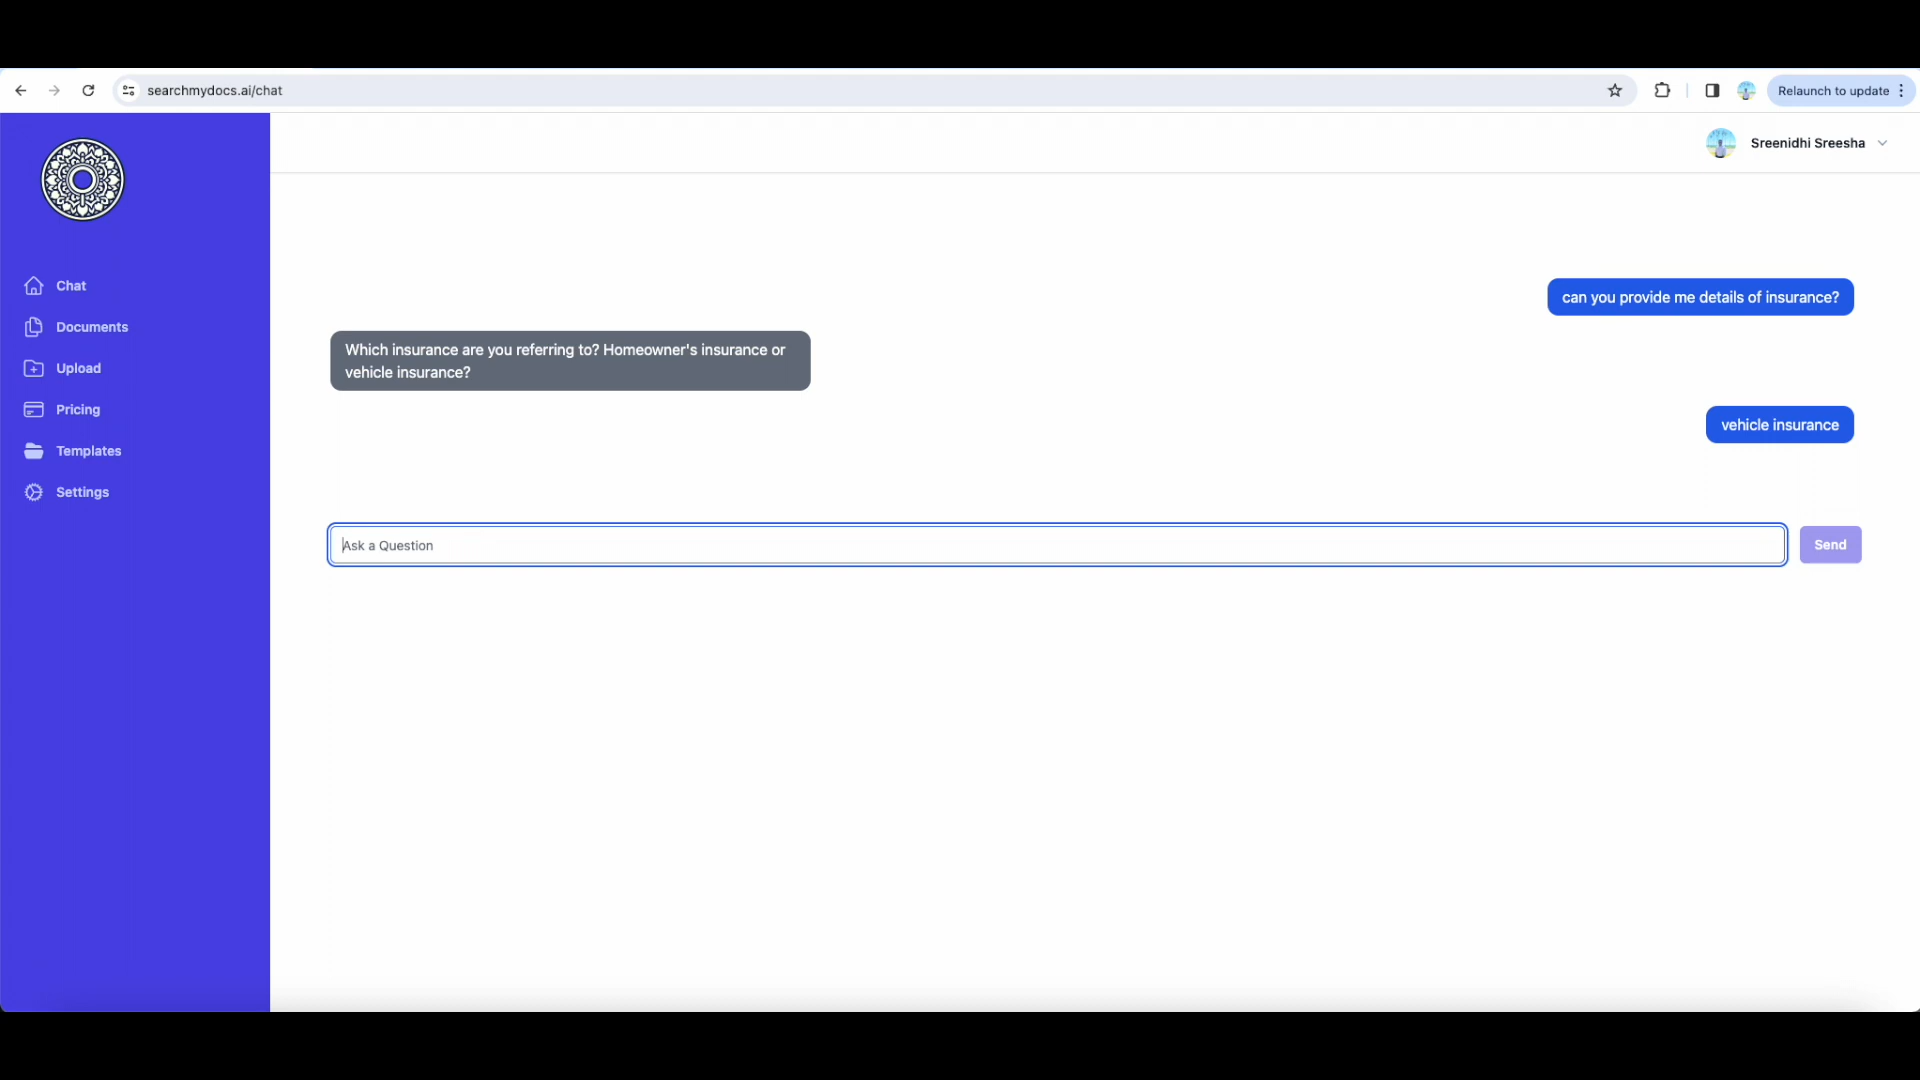 searchmydocs.ai/chat
Relaunch to update
Sreenidhi Sreesha
Chat
Documents
Upload
Pricing
Templates
Settings
can you provide me details of insurance?
Which insurance are you referring to? Homeowner's insurance or
vehicle insurance?
vehicle insurance
Ask a Question
Send